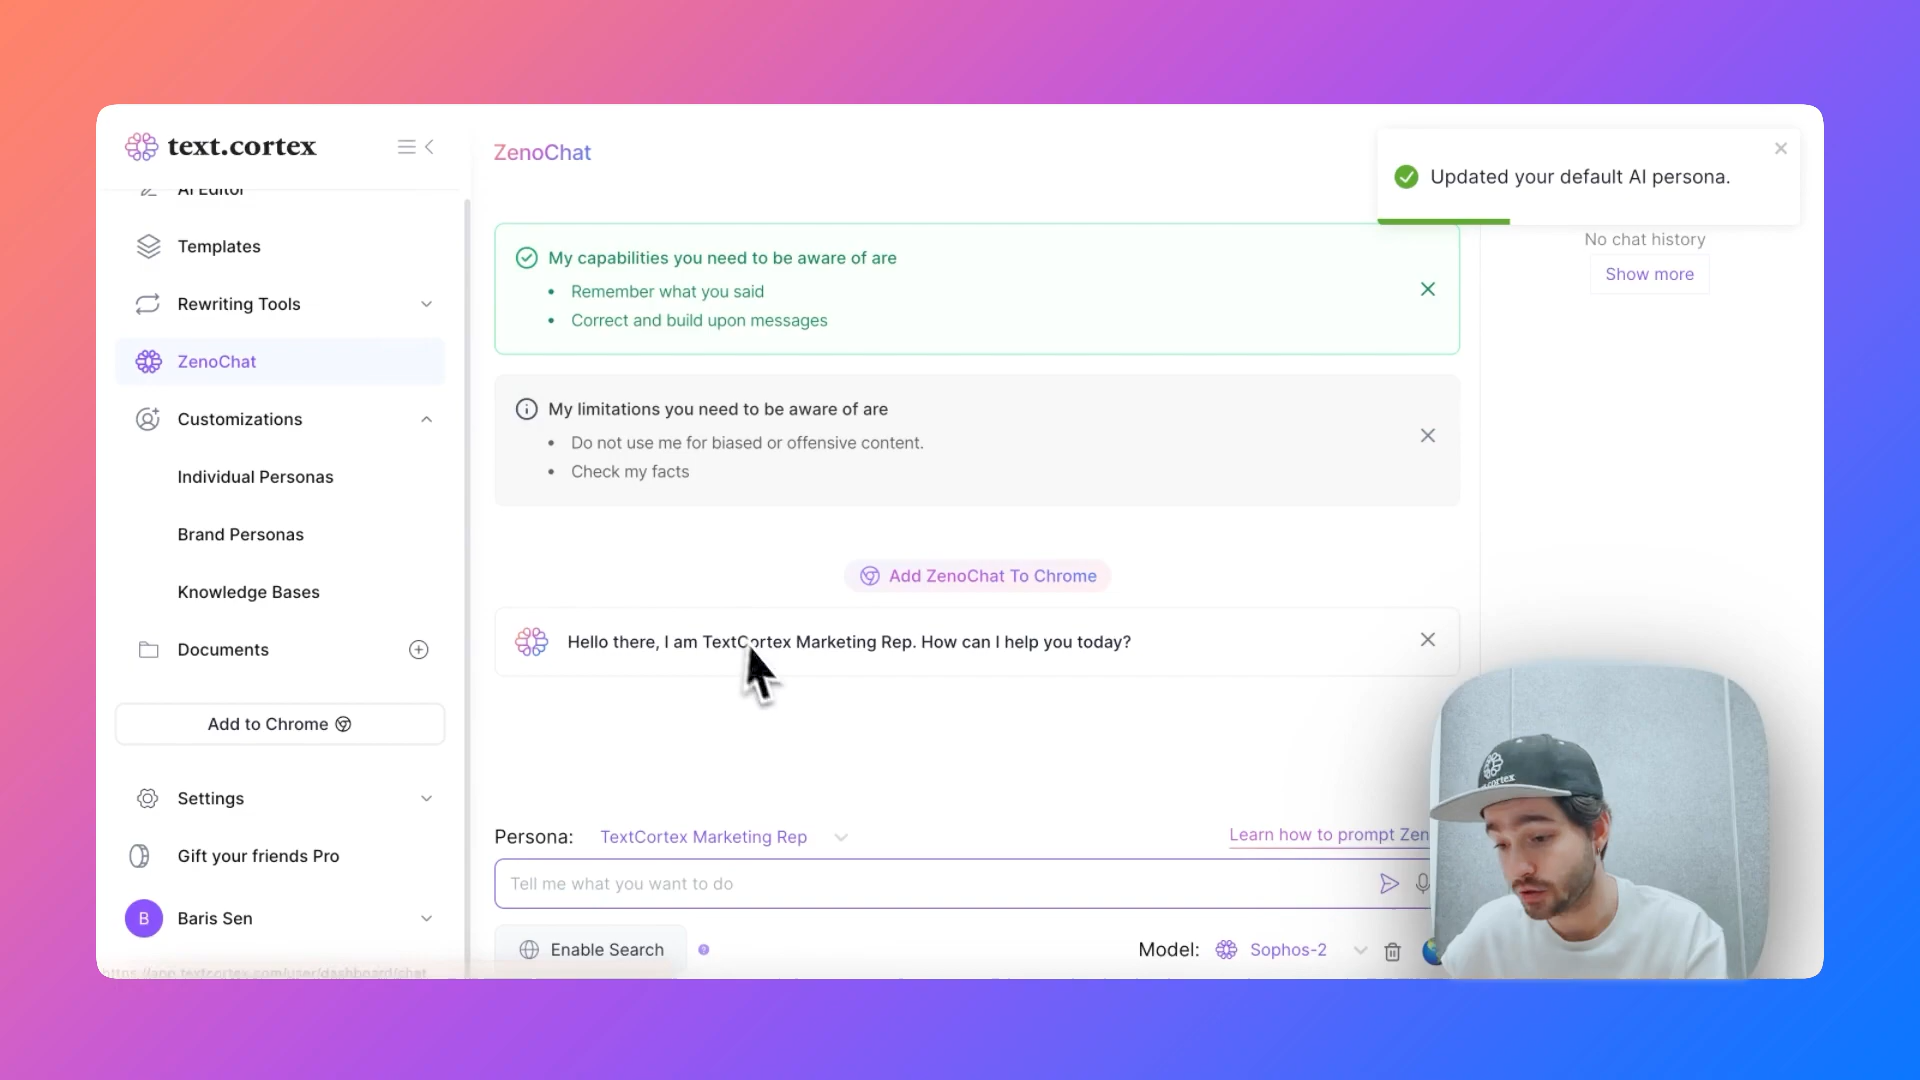 text.cortex
AI Editor
Templates
Rewriting Tools
ZenoChat
Customizations
Individual Personas
Brand Personas
Knowledge Bases
Documents
Add to Chrome
Settings
Gift your friends Pro
B Baris Sen
https://app.textcortex.com/user/dashboard/chat
ZenoChat
My capabilities you need to be aware of are
• Remember what you said
• Correct and build upon messages
My limitations you need to be aware of are
• Do not use me for biased or offensive content.
• Check my facts
Add ZenoChat To Chrome
Hello there, I am TextCortex Marketing Rep. How can I help you today?
Persona: TextCortex Marketing Rep
Learn how to prompt Zen
Tell me what you want to do
Enable Search ?
Model: Sophos-2
Updated your default AI persona.
No chat history
Show more